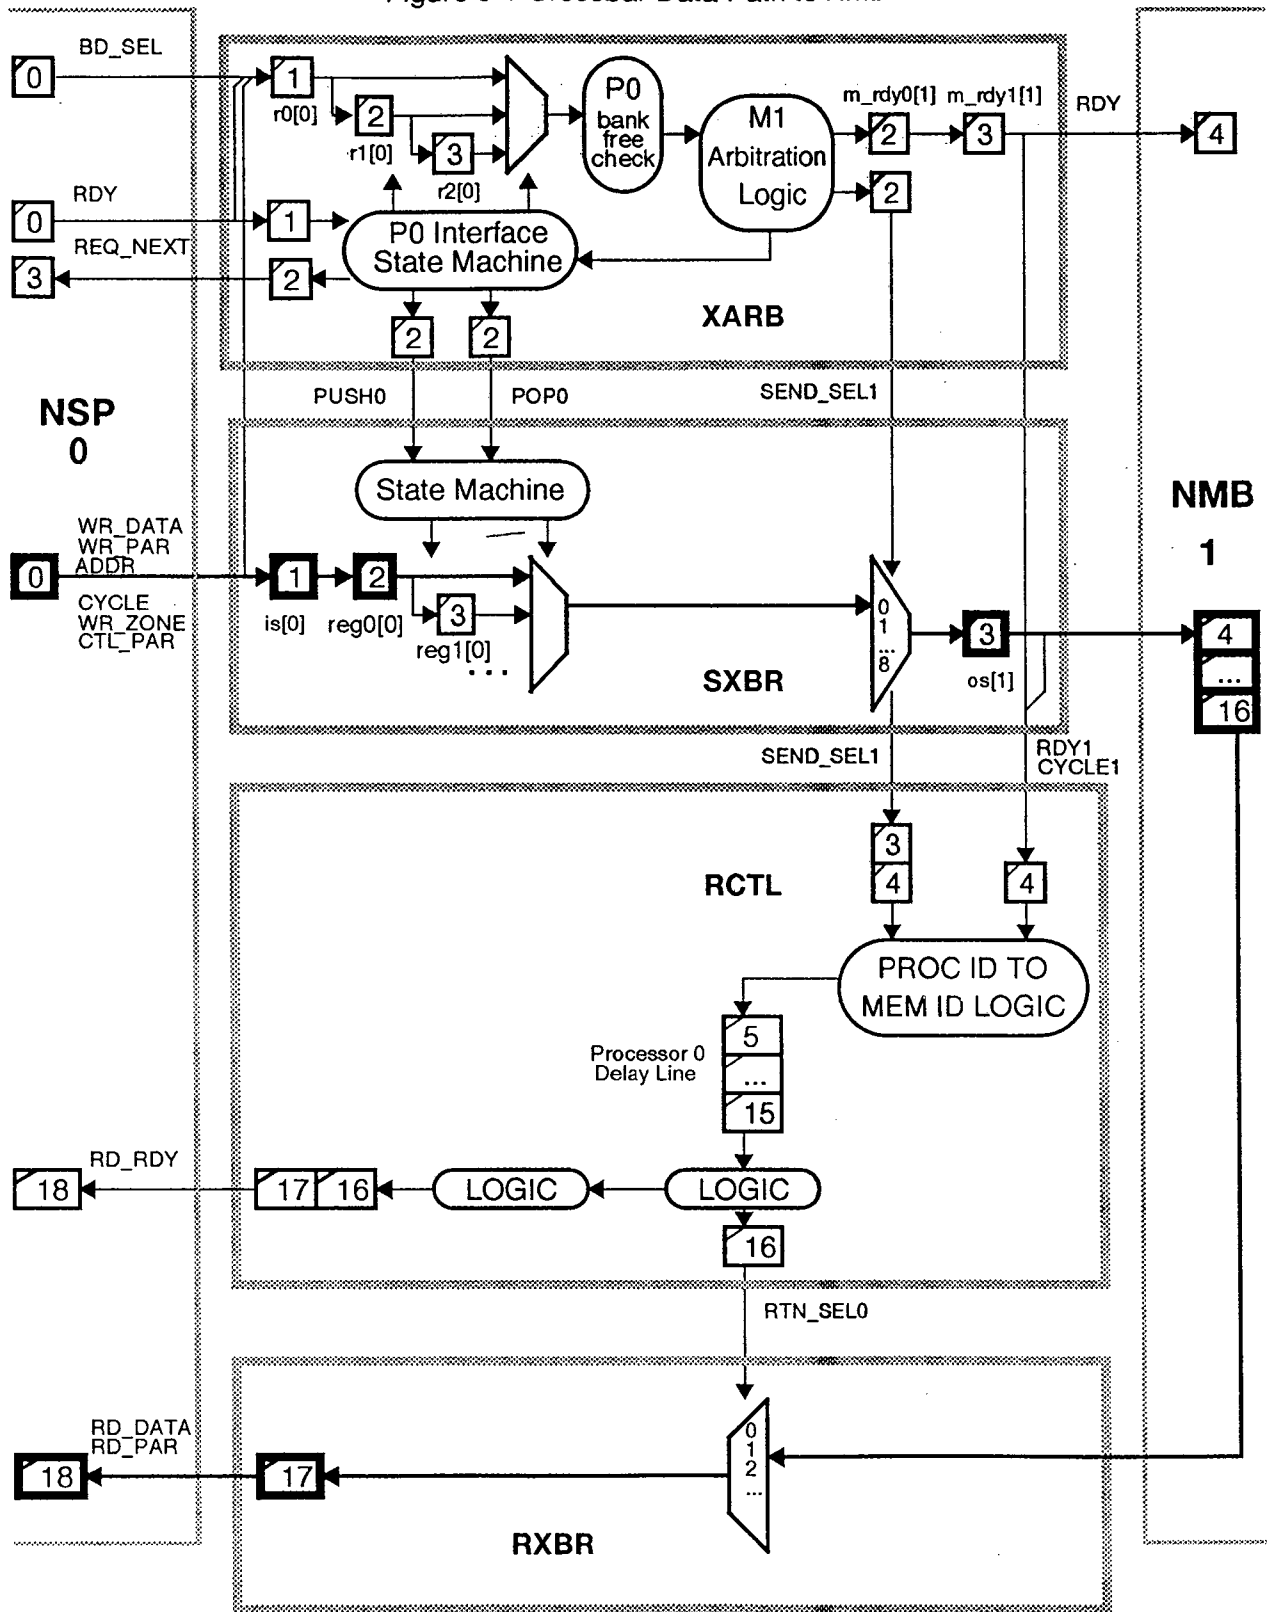 BD_SEL
0
1
r0[0]
2
r1[0]
3
r2[0]
P0
bank
free
check
M1
Arbitration
Logic
m_rdy0[1]
m_rdy1[1]
2
3
RDY
4
2
RDY
0
1
REQ_NEXT
3
2
P0 Interface
State Machine
2
2
XARB
PUSH0
POP0
SEND_SEL1
NSP
0
State Machine
NMB
1
WR_DATA
WR_PAR
ADDR
0
CYCLE
WR_ZONE
CTL_PAR
1
is[0]
2
reg0[0]
3
reg1[0]
...
0
1
...
8
3
os[1]
4
...
16
SXBR
SEND_SEL1
RDY1
CYCLE1
3
4
4
RCTL
PROC ID TO
MEM ID LOGIC
Processor 0
Delay Line
5
...
15
RD_RDY
18
17
16
LOGIC
LOGIC
16
RTN_SEL0
RD_DATA
RD_PAR
18
17
0
1
2
...
RXBR